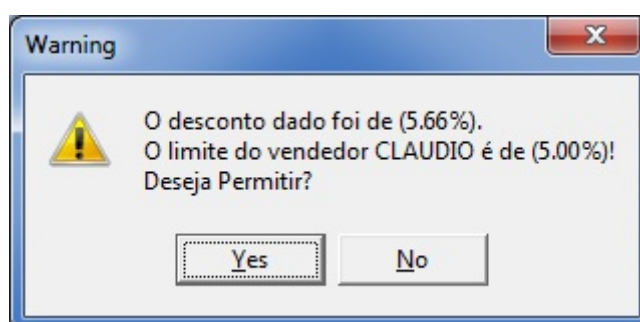 Warning
O desconto dado foi de (5.66%).
O limite do vendedor CLAUDIO é de (5.00%)!
Deseja Permitir?
Yes
No